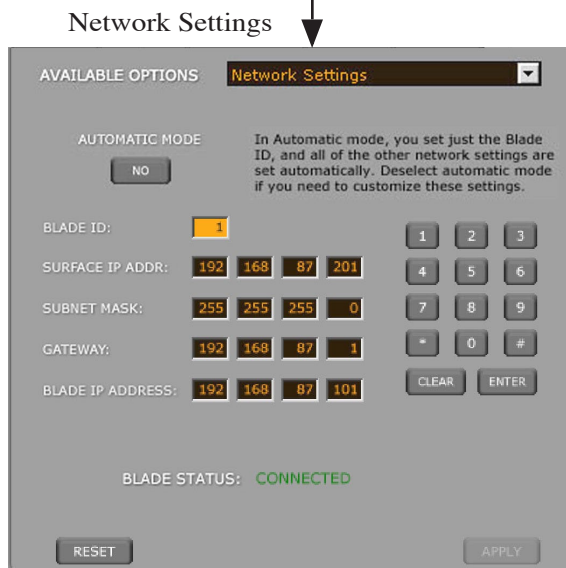 Network Settings
AVAILABLE OPTIONS Network Settings
AUTOMATIC MODE
NO
In Automatic mode, you set just the Blade
ID, and all of the other network settings are
set automatically. Deselect automatic mode
if you need to customize these settings.
BLADE ID: 1
SURFACE IP ADDR: 192 168 87 201
SUBNET MASK: 255 255 255 0
GATEWAY: 192 168 87 1
BLADE IP ADDRESS: 192 168 87 101
1 2 3
4 5 6
7 8 9
* 0 #
CLEAR ENTER
BLADE STATUS: CONNECTED
RESET APPLY